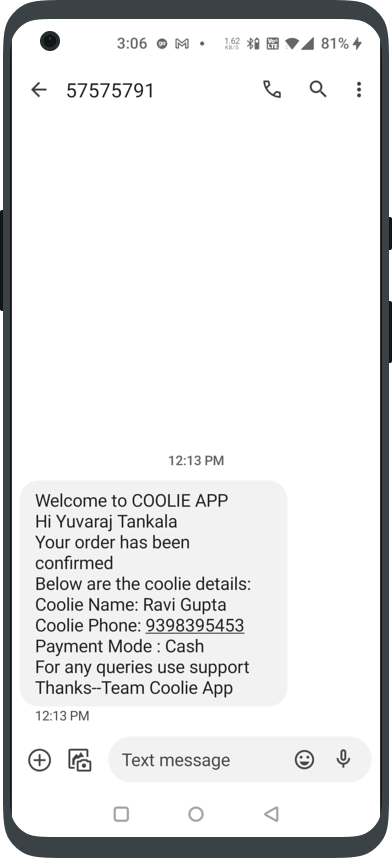 3:06 1.62 KB/S 81%
57575791
12:13 PM
Welcome to COOLIE APP
Hi Yuvaraj Tankala
Your order has been
confirmed
Below are the coolie details:
Coolie Name: Ravi Gupta
Coolie Phone: 9398395453
Payment Mode : Cash
For any queries use support
Thanks--Team Coolie App
12:13 PM
Text message